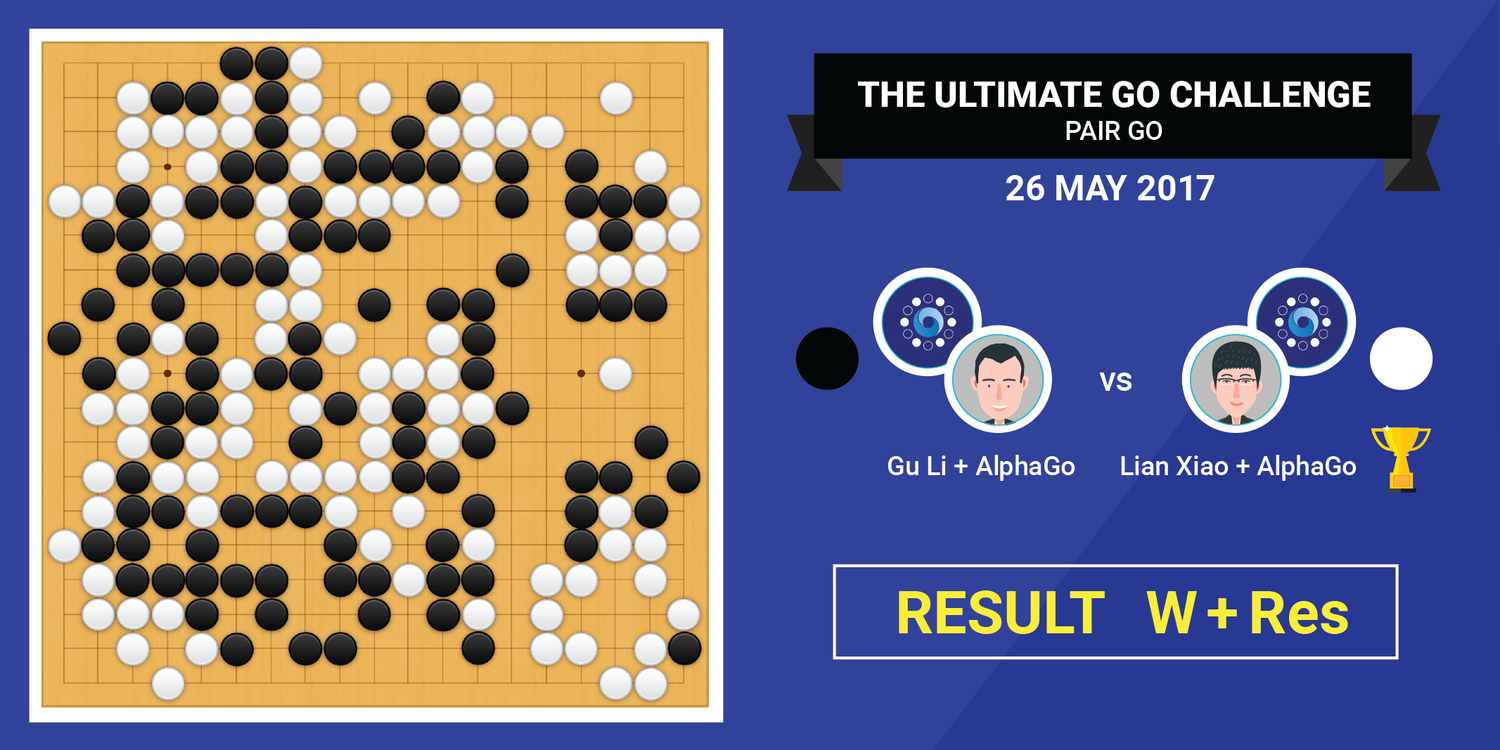 THE ULTIMATE GO CHALLENGE
PAIR GO
26 MAY 2017
VS
Gu Li + AlphaGo
Lian Xiao + AlphaGo
RESULT W + Res